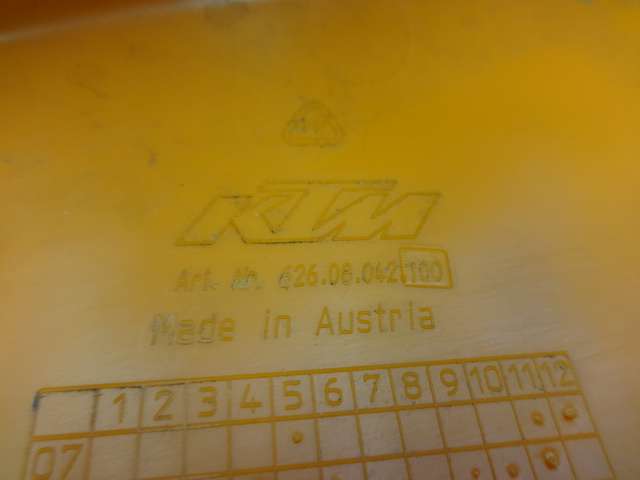 KTM
Art. Nr. 626.08.042.100
Made in Austria
1 2 3 4 5 6 7 8 9 10 11 12
07